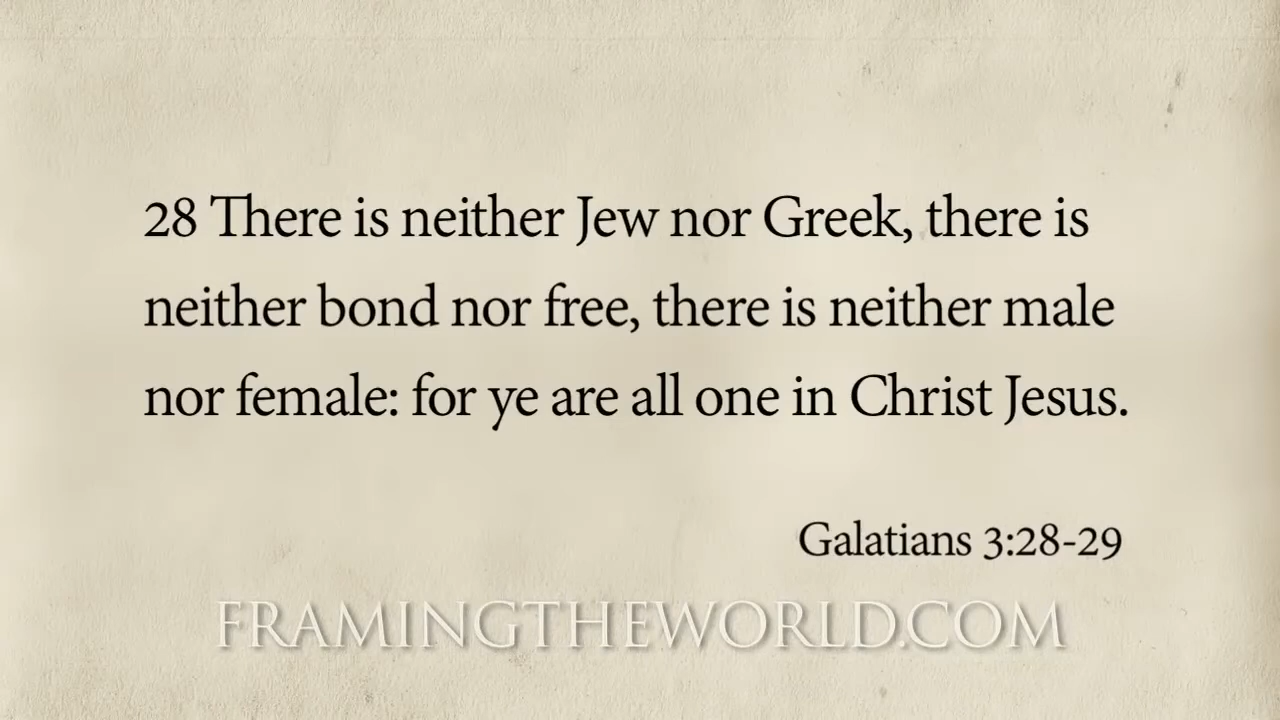 28 There is neither Jew nor Greek, there is
neither bond nor free, there is neither male
nor female: for ye are all one in Christ Jesus.
Galatians 3:28-29
FRAMINGTHEWORLD.COM